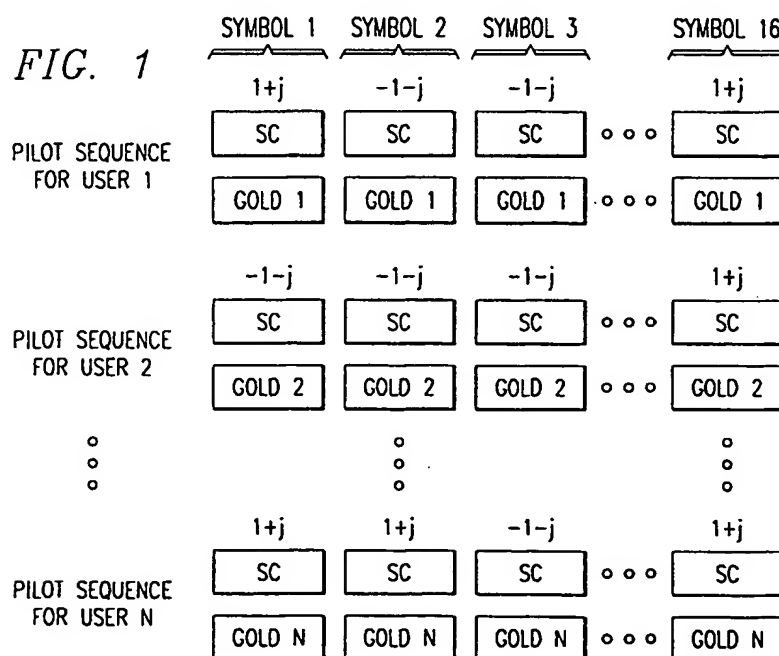 FIG. 1
SYMBOL 1 SYMBOL 2 SYMBOL 3 SYMBOL 16
1+j -1-j -1-j 1+j
PILOT SEQUENCE FOR USER 1
SC SC SC SC
GOLD 1 GOLD 1 GOLD 1 GOLD 1
-1-j -1-j -1-j 1+j
PILOT SEQUENCE FOR USER 2
SC SC SC SC
GOLD 2 GOLD 2 GOLD 2 GOLD 2
1+j 1+j -1-j 1+j
PILOT SEQUENCE FOR USER N
SC SC SC SC
GOLD N GOLD N GOLD N GOLD N